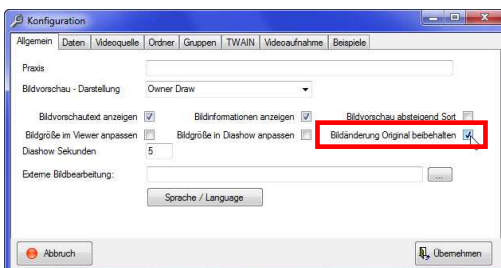 Konfiguration
Allgemein Daten Videoquelle Ordner Gruppen TWAIN Videoaufnahme Beispiele
Praxis
Bildvorschau - Darstellung Owner Draw
Bildvorschautext anzeigen Bildinformationen anzeigen Bildvorschau absteigend Sort
Bildgröße im Viewer anpassen Bildgröße in Diashow anpassen Bildänderung Original beibehalten
Diashow Sekunden 5
Externe Bildbearbeitung: ...
Sprache / Language
Abbruch Übernehmen